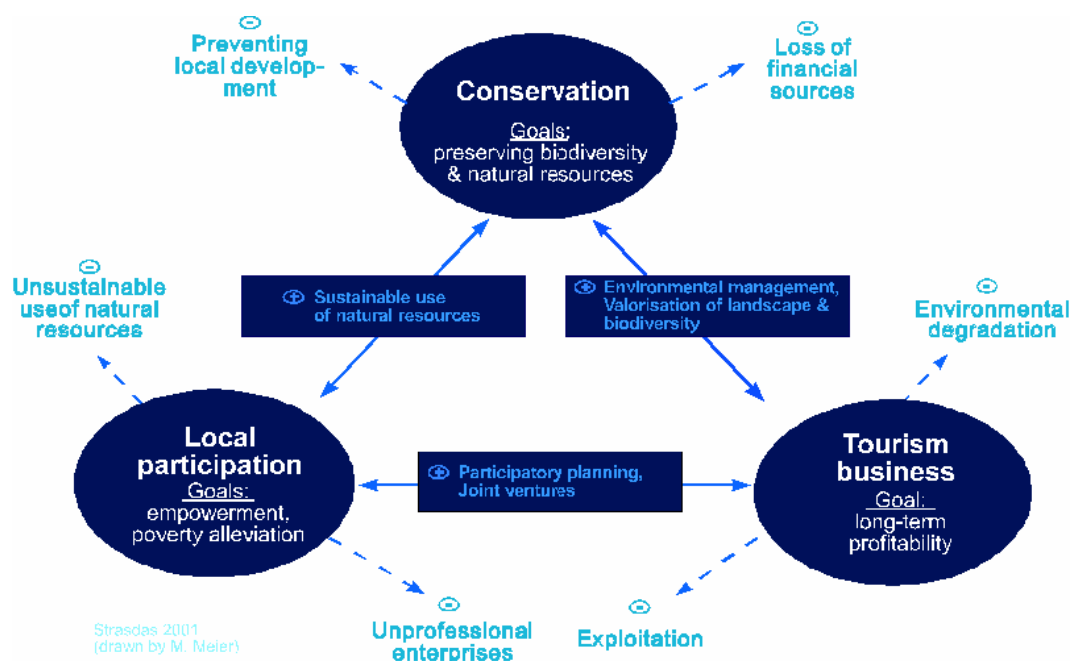 Preventing
local develop-
ment
Loss of
financial
sources
Conservation
Goals:
preserving biodiversity
& natural resources
Unsustainable
useof natural
resources
Sustainable use
of natural resources
Environmental management,
Valorisation of landscape &
biodiversity
Environmental
degradation
Local
participation
Goals:
empowerment,
poverty alleviation
Participatory planning,
Joint ventures
Tourism
business
Goal:
long-term
profitability
Unprofessional
enterprises
Exploitation
Strasdas 2001
(drawn by M. Meier)